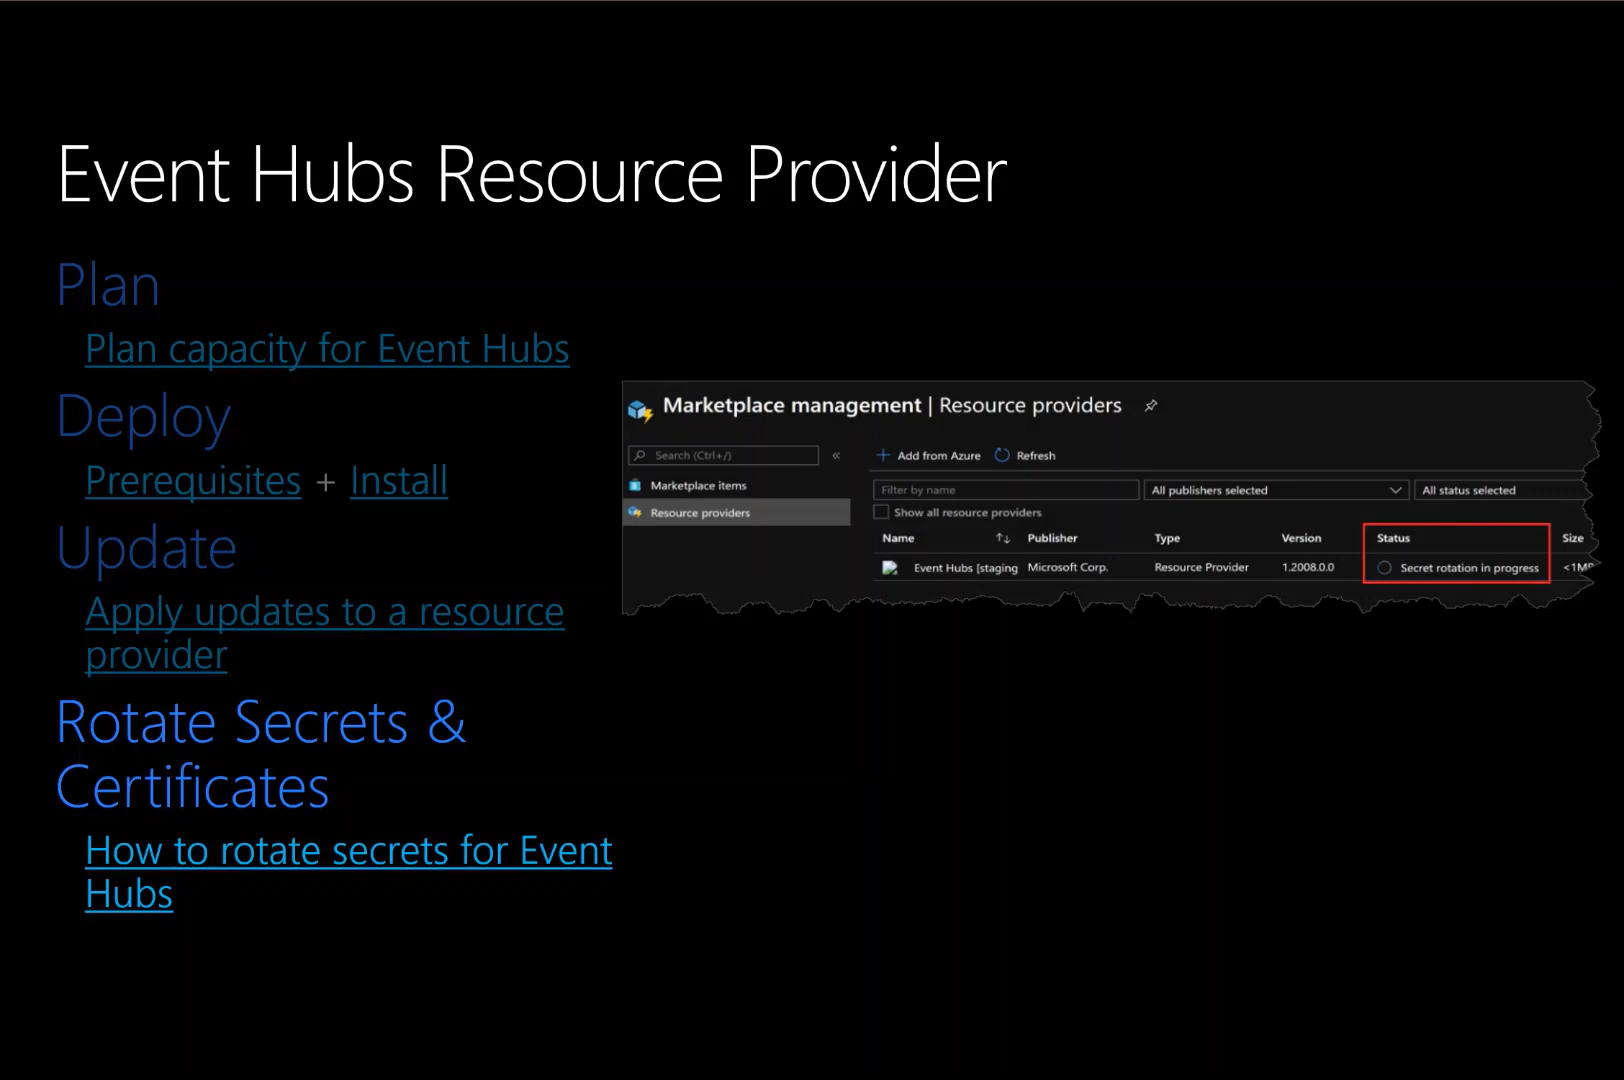 Event Hubs Resource Provider
Plan
Plan capacity for Event Hubs
Deploy
Prerequisites + Install
Update
Apply updates to a resource
provider
Rotate Secrets &
Certificates
How to rotate secrets for Event
Hubs
Marketplace management | Resource providers
Search (Ctrl+/) «
Marketplace items
Resource providers
+ Add from Azure Refresh
Filter by name All publishers selected All status selected
Show all resource providers
Name ↑↓ Publisher Type Version Status Size
Event Hubs [staging Microsoft Corp. Resource Provider 1.2008.0.0 Secret rotation in progress <1M